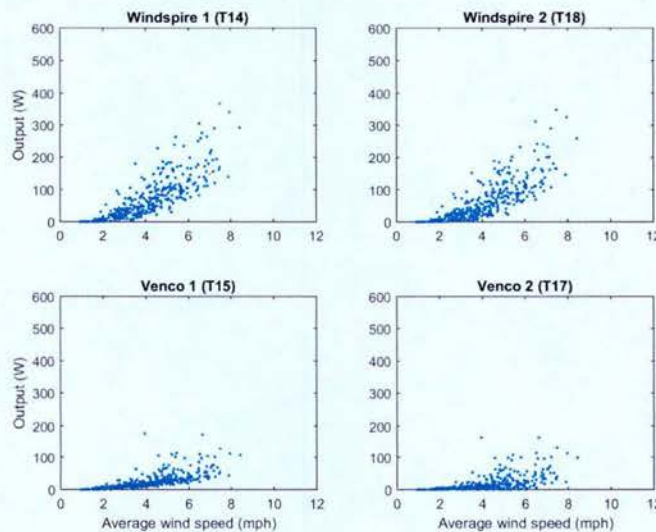 Windspire 1 (T14)
Windspire 2 (T18)
600
500
400
300
200
100
0
Output (W)
0 2 4 6 8 10 12
600
500
400
300
200
100
0
0 2 4 6 8 10 12
Venco 1 (T15)
Venco 2 (T17)
600
500
400
300
200
100
0
Output (W)
0 2 4 6 8 10 12
Average wind speed (mph)
600
500
400
300
200
100
0
0 2 4 6 8 10 12
Average wind speed (mph)